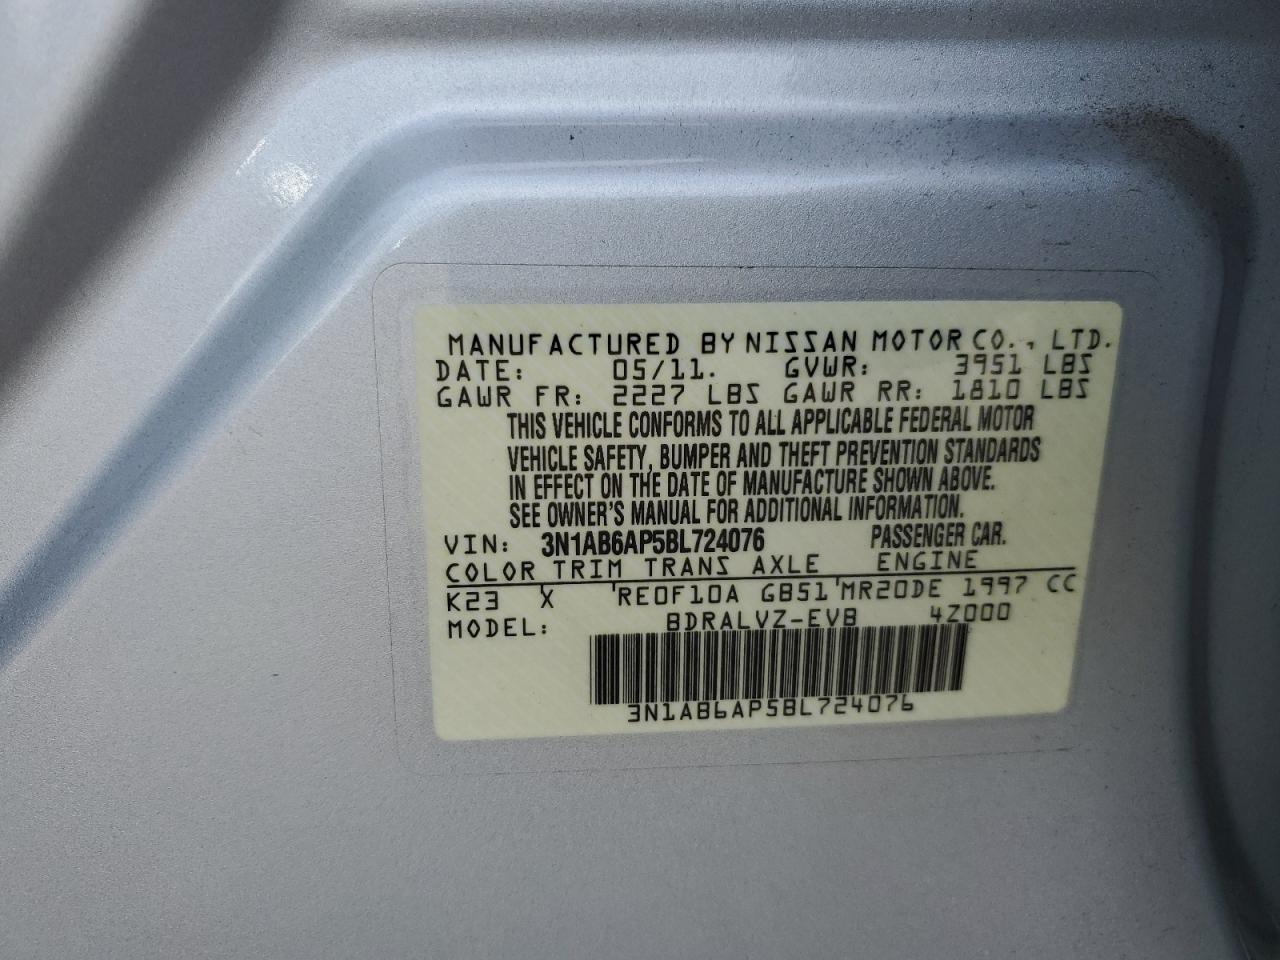 MANUFACTURED BY NISSAN MOTOR CO., LTD.
DATE: 05/11. GVWR: 3951 LBS
GAWR FR: 2227 LBS GAWR RR: 1810 LBS
THIS VEHICLE CONFORMS TO ALL APPLICABLE FEDERAL MOTOR
VEHICLE SAFETY, BUMPER AND THEFT PREVENTION STANDARDS
IN EFFECT ON THE DATE OF MANUFACTURE SHOWN ABOVE.
SEE OWNER'S MANUAL FOR ADDITIONAL INFORMATION.
VIN: 3N1AB6AP5BL724076 PASSENGER CAR.
COLOR TRIM TRANS AXLE ENGINE
K23 X RE0F10A GB51 MR20DE 1997 CC
MODEL: BDRALVZ-EVB 4Z000
3N1AB6AP5BL724076